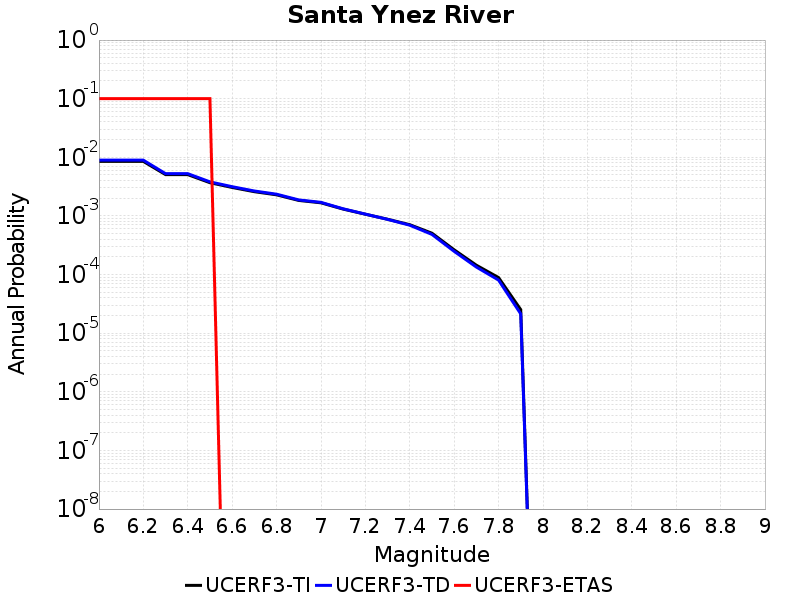 Santa Ynez River
Annual Probability
10^0
10^-1
10^-2
10^-3
10^-4
10^-5
10^-6
10^-7
10^-8
6 6.2 6.4 6.6 6.8 7 7.2 7.4 7.6 7.8 8 8.2 8.4 8.6 8.8 9
Magnitude
UCERF3-TI UCERF3-TD UCERF3-ETAS